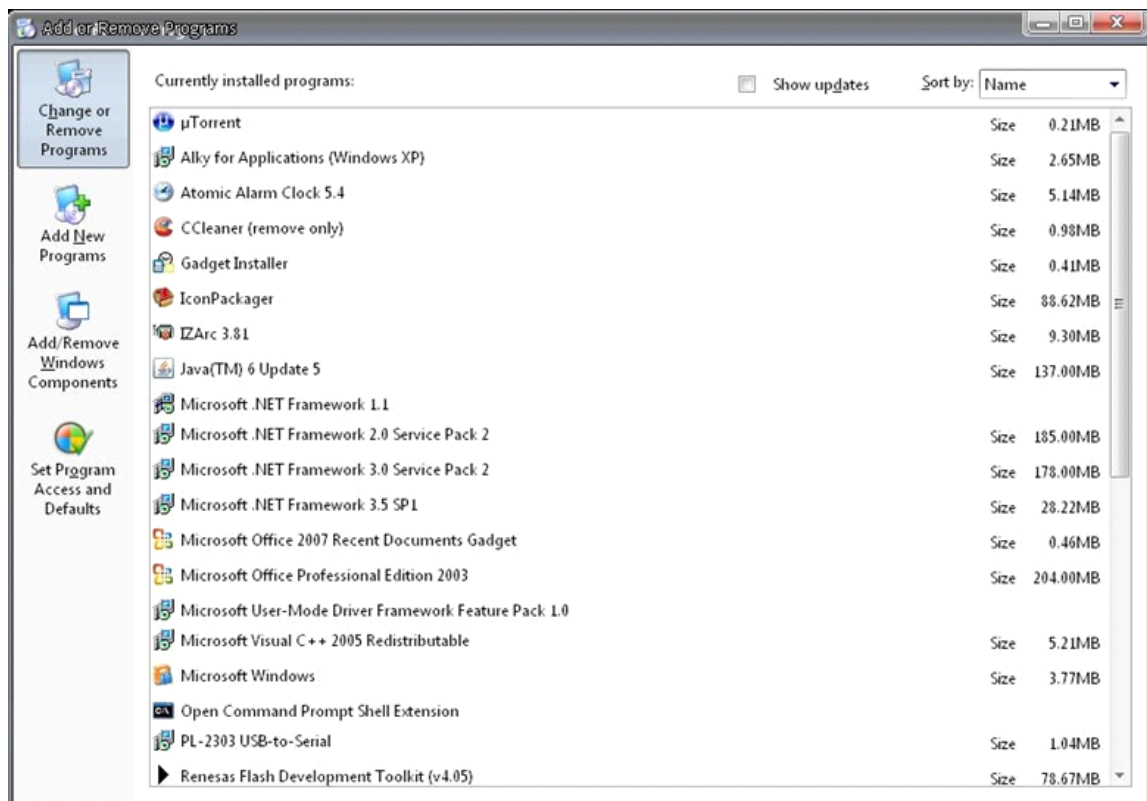 Add or Remove Programs
Change or
Remove
Programs
Add New
Programs
Add/Remove
Windows
Components
Set Program
Access and
Defaults
Currently installed programs:
Show updates
Sort by: Name
µTorrent Size 0.21MB
Alky for Applications (Windows XP) Size 2.65MB
Atomic Alarm Clock 5.4 Size 5.14MB
CCleaner (remove only) Size 0.98MB
Gadget Installer Size 0.41MB
IconPackager Size 88.62MB
IZArc 3.81 Size 9.30MB
Java(TM) 6 Update 5 Size 137.00MB
Microsoft .NET Framework 1.1
Microsoft .NET Framework 2.0 Service Pack 2 Size 185.00MB
Microsoft .NET Framework 3.0 Service Pack 2 Size 178.00MB
Microsoft .NET Framework 3.5 SP1 Size 28.22MB
Microsoft Office 2007 Recent Documents Gadget Size 0.46MB
Microsoft Office Professional Edition 2003 Size 204.00MB
Microsoft User-Mode Driver Framework Feature Pack 1.0
Microsoft Visual C++ 2005 Redistributable Size 5.21MB
Microsoft Windows Size 3.77MB
Open Command Prompt Shell Extension
PL-2303 USB-to-Serial Size 1.04MB
Renesas Flash Development Toolkit (v4.05) Size 78.67MB